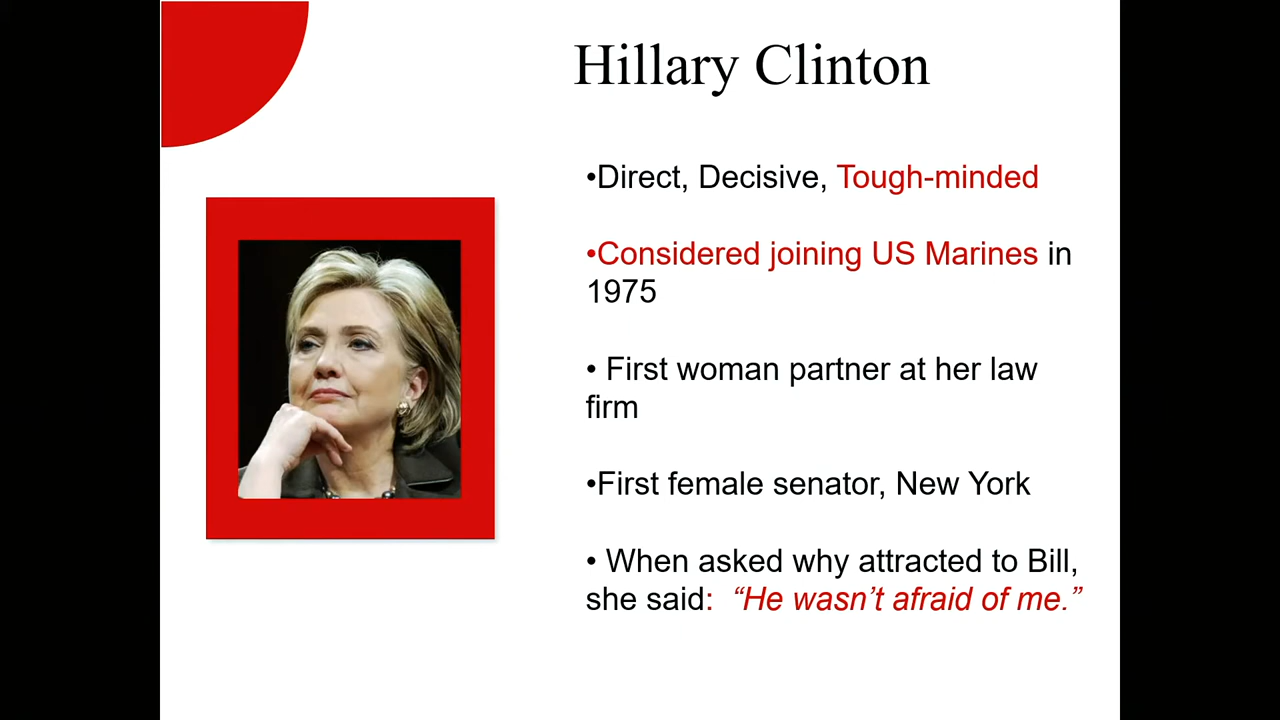 Hillary Clinton
•Direct, Decisive, Tough-minded
•Considered joining US Marines in
1975
• First woman partner at her law
firm
•First female senator, New York
• When asked why attracted to Bill,
she said: “He wasn’t afraid of me.”